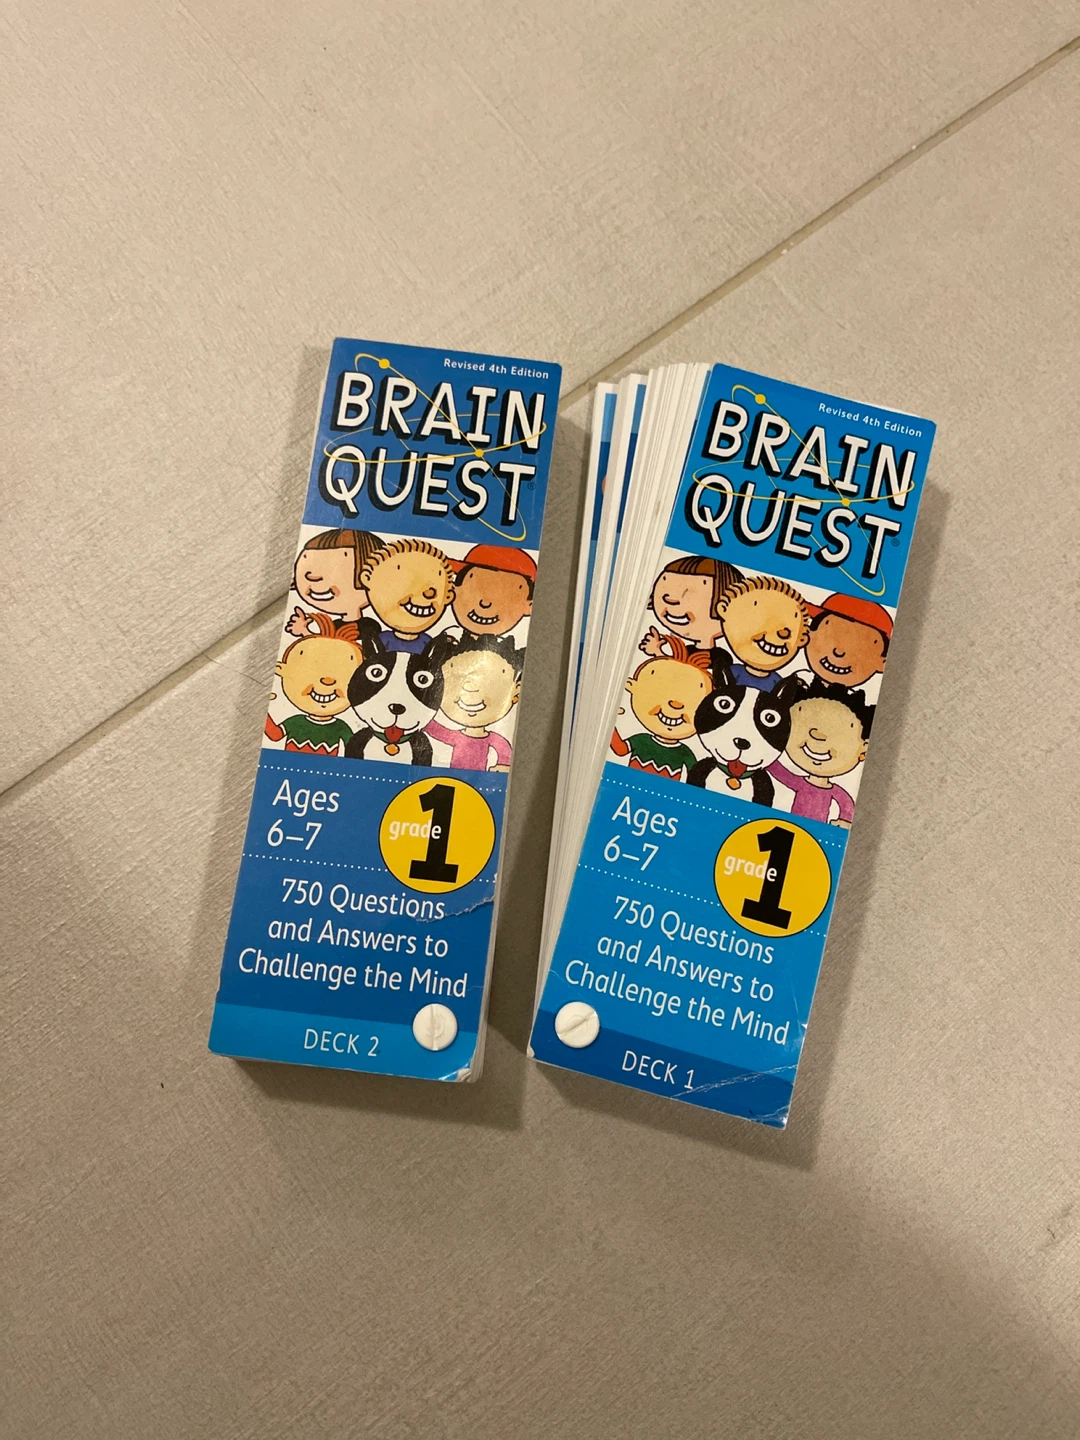 Revised 4th Edition
BRAIN
QUEST®
Ages
6–7
grade 1
750 Questions
and Answers to
Challenge the Mind
DECK 2
Revised 4th Edition
BRAIN
QUEST®
Ages
6–7
grade 1
750 Questions
and Answers to
Challenge the Mind
DECK 1